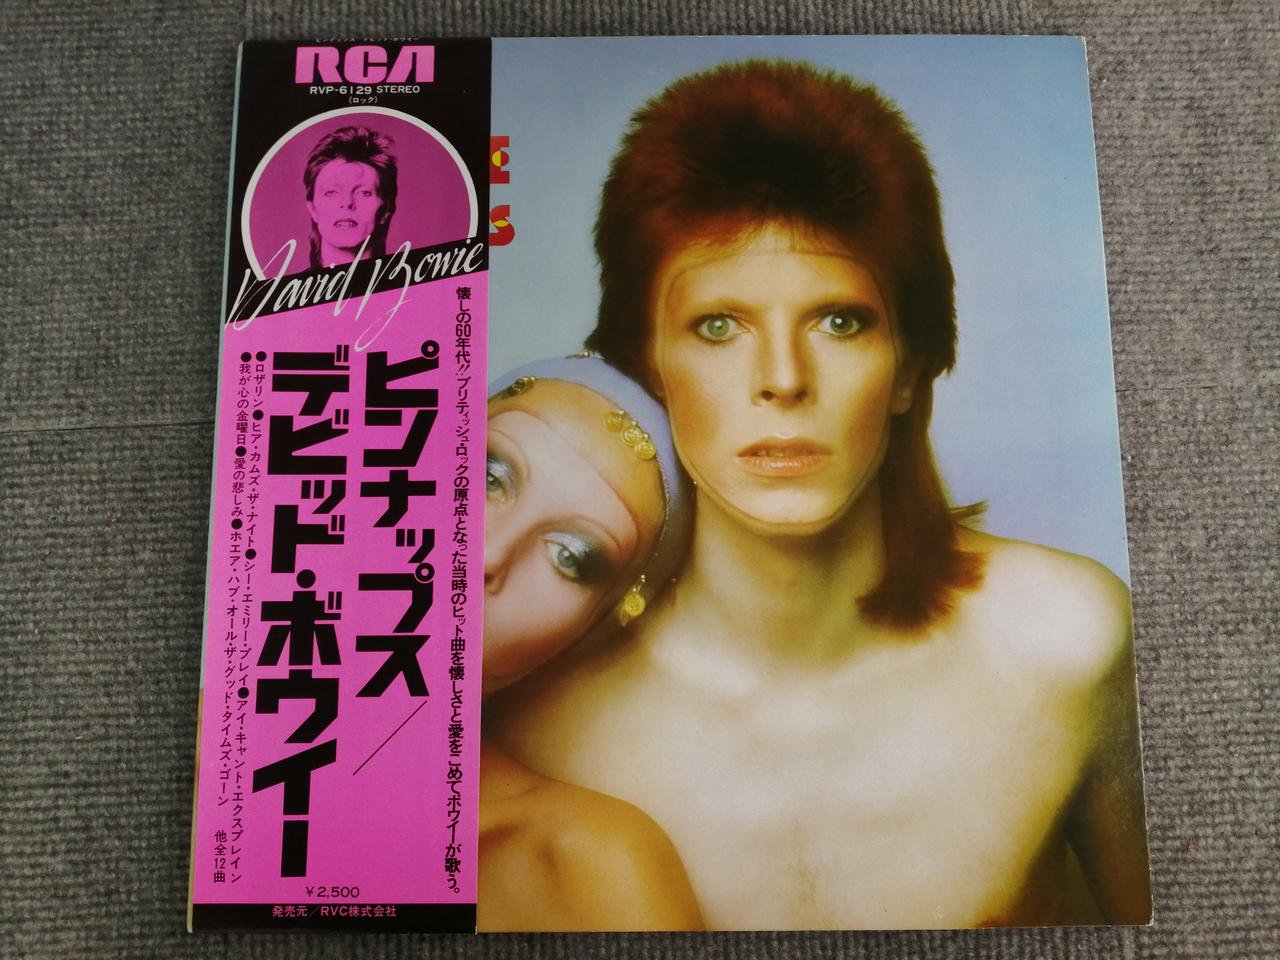 RCA
RVP-6129 STEREO
(ロック)
David Bowie
懐しの60年代!!ブリティッシュ・ロックの原点となった当時のヒット曲を懐しさと愛をこめてボウイーが歌う。
ピンナップス/
デビッド・ボウイー
●ロザリン●ヒア・カムズ・ザ・ナイト●シー・エミリー・プレイ●アイ・キャント・エクスプレイン
●我が心の金曜日●愛の悲しみ●ホエア・ハブ・オール・ザ・グッド・タイムズ・ゴーン 他全12曲
¥2,500
発売元/RVC株式会社
E
S